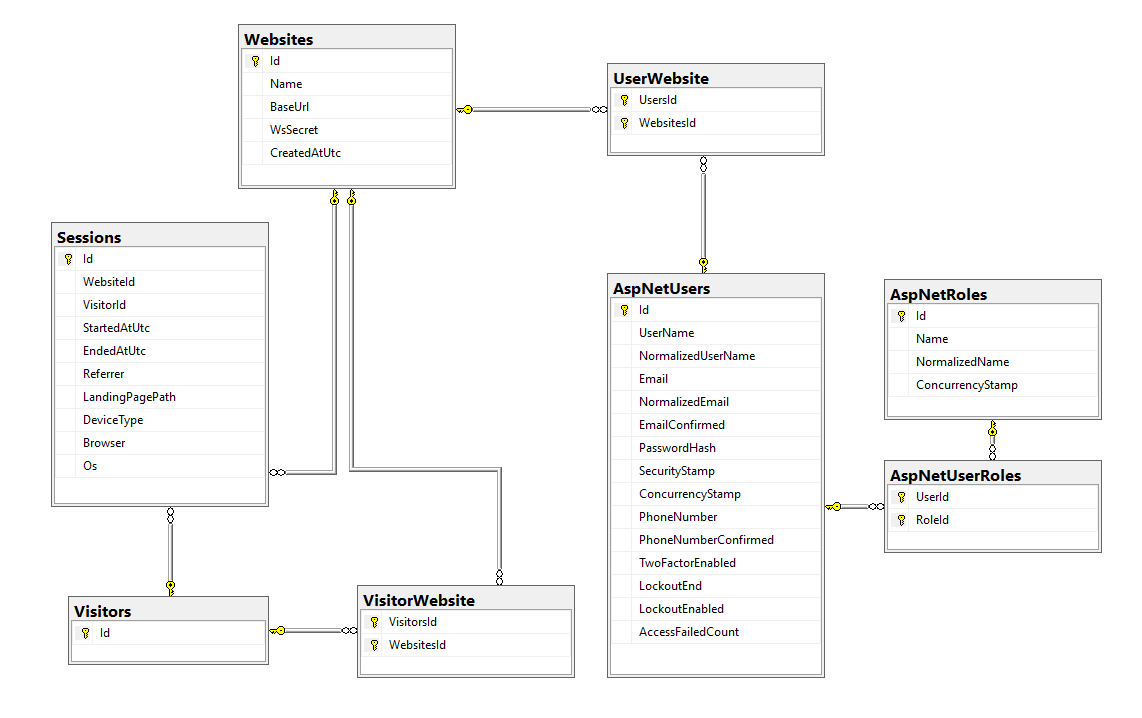 Websites
Id
Name
BaseUrl
WsSecret
CreatedAtUtc
UserWebsite
UsersId
WebsitesId
Sessions
Id
WebsiteId
VisitorId
StartedAtUtc
EndedAtUtc
Referrer
LandingPagePath
DeviceType
Browser
Os
AspNetUsers
Id
UserName
NormalizedUserName
Email
NormalizedEmail
EmailConfirmed
PasswordHash
SecurityStamp
ConcurrencyStamp
PhoneNumber
PhoneNumberConfirmed
TwoFactorEnabled
LockoutEnd
LockoutEnabled
AccessFailedCount
AspNetRoles
Id
Name
NormalizedName
ConcurrencyStamp
AspNetUserRoles
UserId
RoleId
Visitors
Id
VisitorWebsite
VisitorsId
WebsitesId